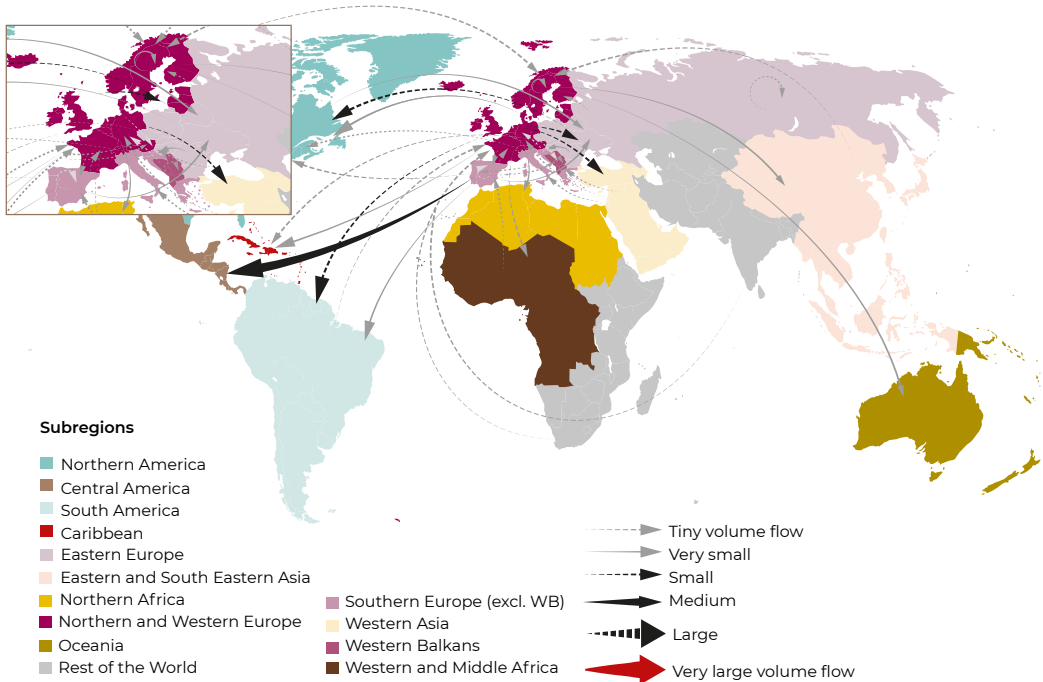 Subregions
Northern America
Central America
South America
Caribbean
Eastern Europe
Eastern and South Eastern Asia
Northern Africa
Northern and Western Europe
Oceania
Rest of the World
Southern Europe (excl. WB)
Western Asia
Western Balkans
Western and Middle Africa
Tiny volume flow
Very small
Small
Medium
Large
Very large volume flow